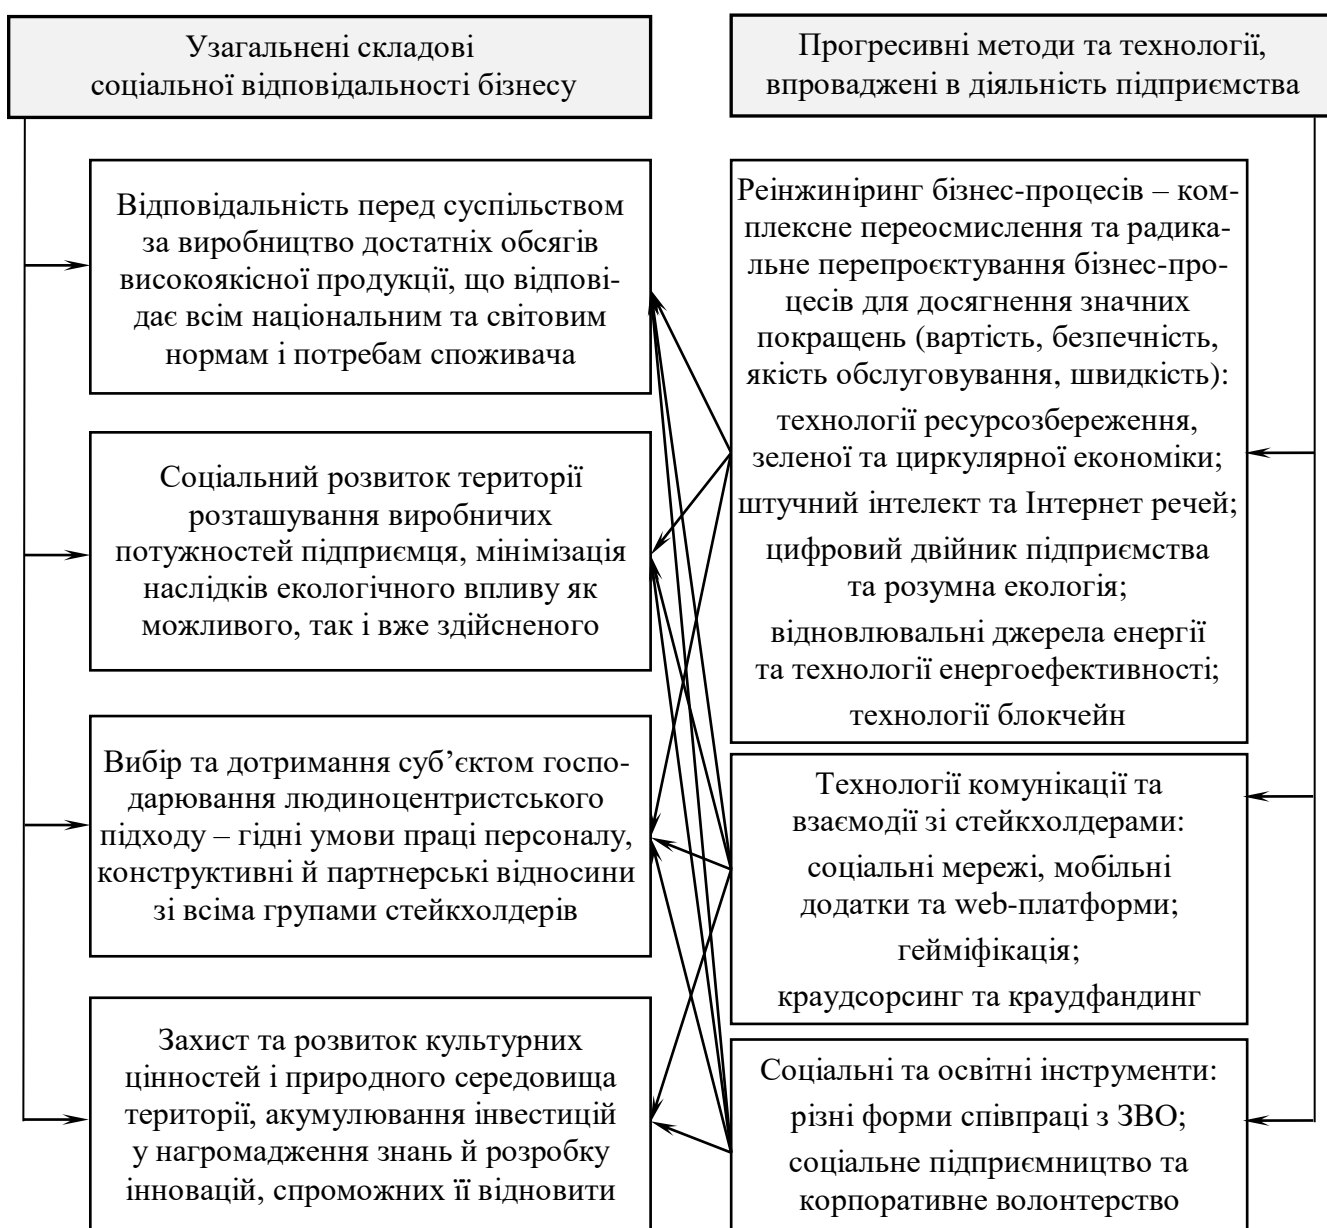 Узагальнені складові
соціальної відповідальності бізнесу
Відповідальність перед суспільством
за виробництво достатніх обсягів
високоякісної продукції, що відпові-
дає всім національним та світовим
нормам і потребам споживача
Соціальний розвиток території
розташування виробничих
потужностей підприємця, мінімізація
наслідків екологічного впливу як
можливого, так і вже здійсненого
Вибір та дотримання суб’єктом госпо-
дарювання людиноцентристського
підходу – гідні умови праці персоналу,
конструктивні й партнерські відносини
зі всіма групами стейкхолдерів
Захист та розвиток культурних
цінностей і природного середовища
території, акумулювання інвестицій
у нагромадження знань й розробку
інновацій, спроможних її відновити
Прогресивні методи та технології,
впроваджені в діяльність підприємства
Реінжиніринг бізнес-процесів – ком-
плексне переосмислення та радика-
льне перепроєктування бізнес-про-
цесів для досягнення значних
покращень (вартість, безпечність,
якість обслуговування, швидкість):
технології ресурсозбереження,
зеленої та циркулярної економіки;
штучний інтелект та Інтернет речей;
цифровий двійник підприємства
та розумна екологія;
відновлювальні джерела енергії
та технології енергоефективності;
технології блокчейн
Технології комунікації та
взаємодії зі стейкхолдерами:
соціальні мережі, мобільні
додатки та web-платформи;
гейміфікація;
краудсорсинг та краудфандинг
Соціальні та освітні інструменти:
різні форми співпраці з ЗВО;
соціальне підприємництво та
корпоративне волонтерство